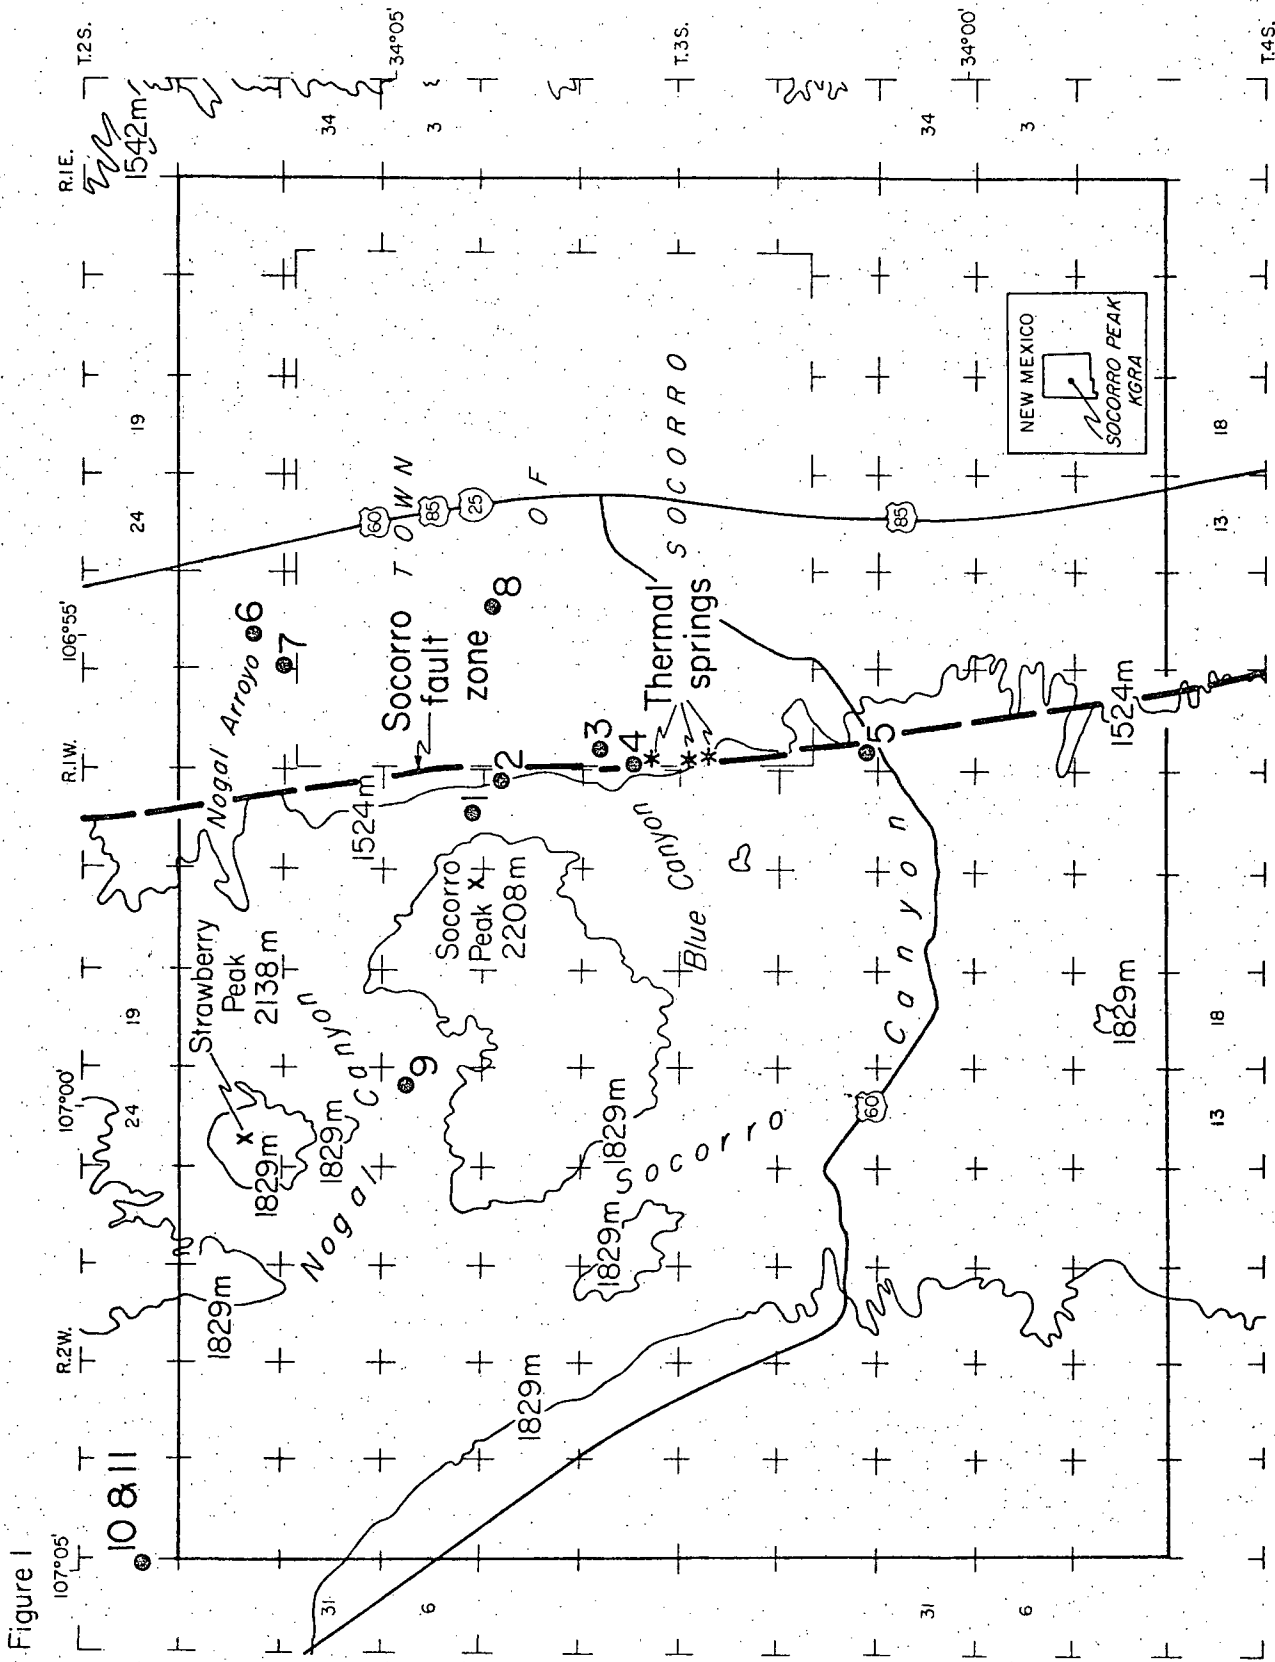 Figure 1
107°05'
R.2W.
107°00'
R.1W.
106°55'
R.1E.
T.2S.
10 & 11
24
19
24
19
1542m
1829m
Strawberry
Peak
2138 m
1829m
1829m
Nogal Canyon
Nogal Arroyo
6
7
31
34
34°05'
6
3
9
1524m
Socorro
fault
zone
TOWN
OF
SOCORRO
60
85
25
Socorro
Peak x
2208m
1
2
8
1829m
1829m
1829m
3
4
Blue Canyon
Thermal
springs
T.3S.
Socorro Canyon
60
5
85
31
34
6
3
34°00'
1829m
1524m
NEW MEXICO
SOCORRO PEAK
KGRA
13
18
13
18
T.4S.